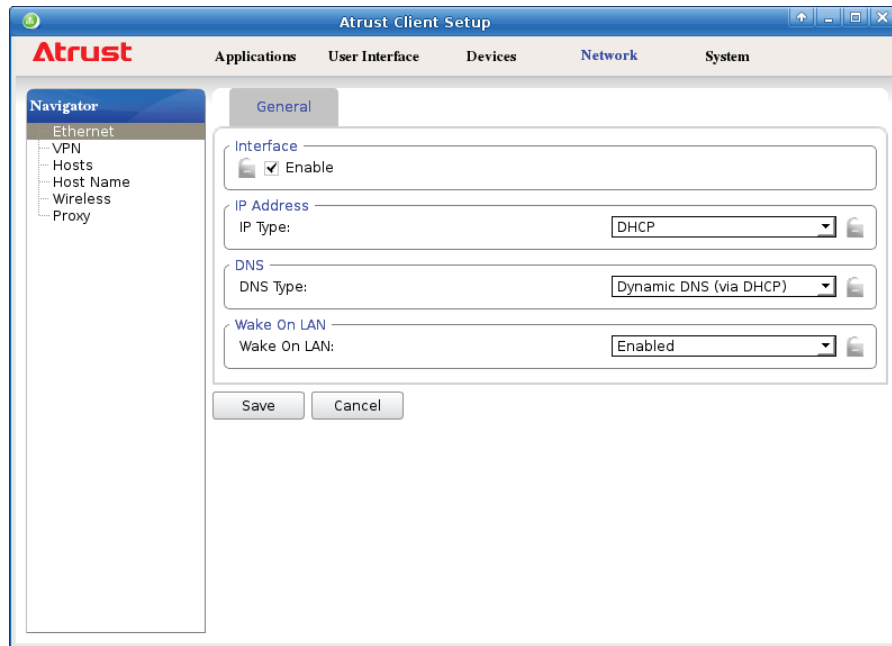 Atrust Client Setup
Atrust
Applications
User Interface
Devices
Network
System
Navigator
Ethernet
VPN
Hosts
Host Name
Wireless
Proxy
General
Interface
Enable
IP Address
IP Type:
DHCP
DNS
DNS Type:
Dynamic DNS (via DHCP)
Wake On LAN
Wake On LAN:
Enabled
Save
Cancel